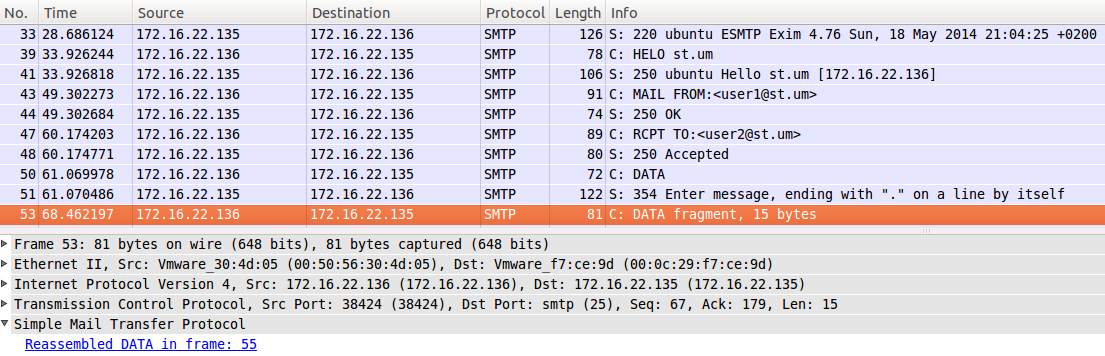 No. Time Source Destination Protocol Length Info
33 28.686124 172.16.22.135 172.16.22.136 SMTP 126 S: 220 ubuntu ESMTP Exim 4.76 Sun, 18 May 2014 21:04:25 +0200
39 33.926244 172.16.22.136 172.16.22.135 SMTP 78 C: HELO st.um
41 33.926818 172.16.22.135 172.16.22.136 SMTP 106 S: 250 ubuntu Hello st.um [172.16.22.136]
43 49.302273 172.16.22.136 172.16.22.135 SMTP 91 C: MAIL FROM:<user1@st.um>
44 49.302684 172.16.22.135 172.16.22.136 SMTP 74 S: 250 OK
47 60.174203 172.16.22.136 172.16.22.135 SMTP 89 C: RCPT TO:<user2@st.um>
48 60.174771 172.16.22.135 172.16.22.136 SMTP 80 S: 250 Accepted
50 61.069978 172.16.22.136 172.16.22.135 SMTP 72 C: DATA
51 61.070486 172.16.22.135 172.16.22.136 SMTP 122 S: 354 Enter message, ending with "." on a line by itself
53 68.462197 172.16.22.136 172.16.22.135 SMTP 81 C: DATA fragment, 15 bytes
Frame 53: 81 bytes on wire (648 bits), 81 bytes captured (648 bits)
Ethernet II, Src: Vmware_30:4d:05 (00:50:56:30:4d:05), Dst: Vmware_f7:ce:9d (00:0c:29:f7:ce:9d)
Internet Protocol Version 4, Src: 172.16.22.136 (172.16.22.136), Dst: 172.16.22.135 (172.16.22.135)
Transmission Control Protocol, Src Port: 38424 (38424), Dst Port: smtp (25), Seq: 67, Ack: 179, Len: 15
Simple Mail Transfer Protocol
Reassembled DATA in frame: 55